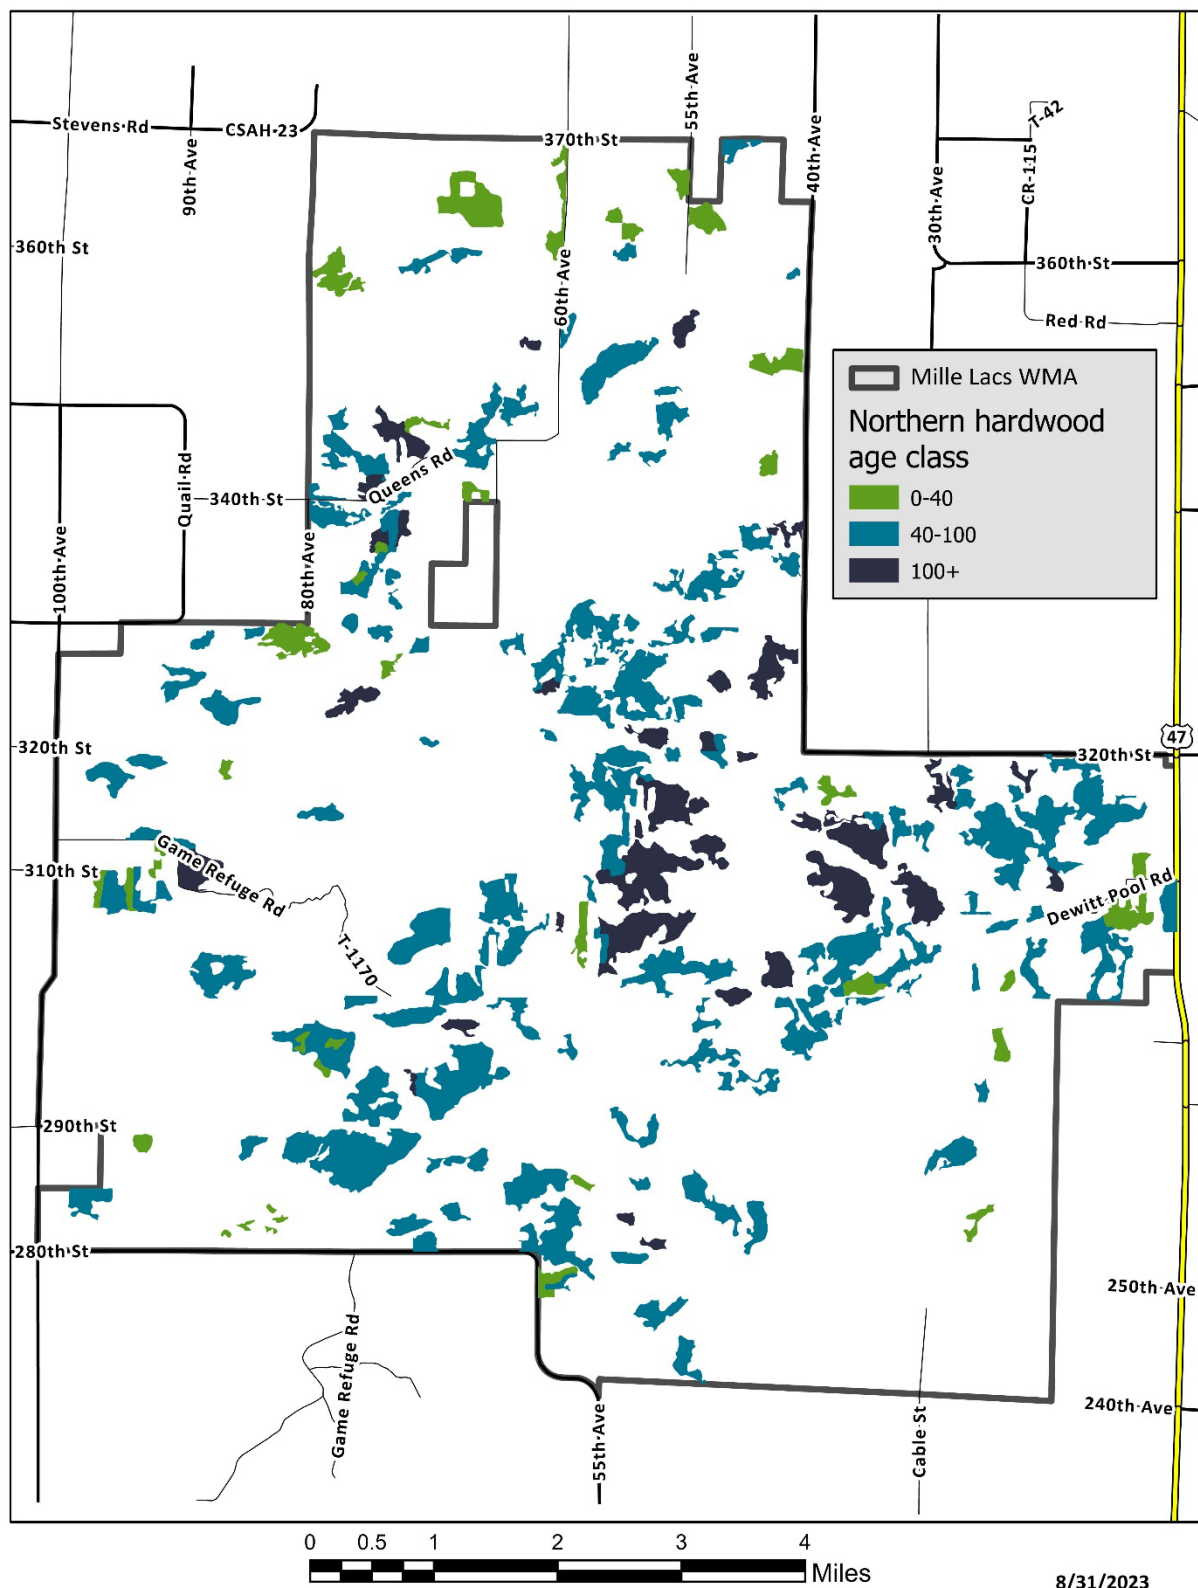 55th Ave
Stevens Rd
CSAH 23
370th St
T-42
90th Ave
40th Ave
CR-115
30th Ave
360th St
360th St
60th Ave
Red Rd
Mille Lacs WMA
Northern hardwood
age class
0-40
40-100
100+
Quail Rd
Queens Rd
340th St
100th Ave
80th Ave
47
320th St
320th St
Game Refuge Rd
310th St
Dewitt Pool Rd
T-1170
290th St
280th St
250th Ave
Game Refuge Rd
240th Ave
55th Ave
Cable St
0 0.5 1 2 3 4
Miles
8/31/2023